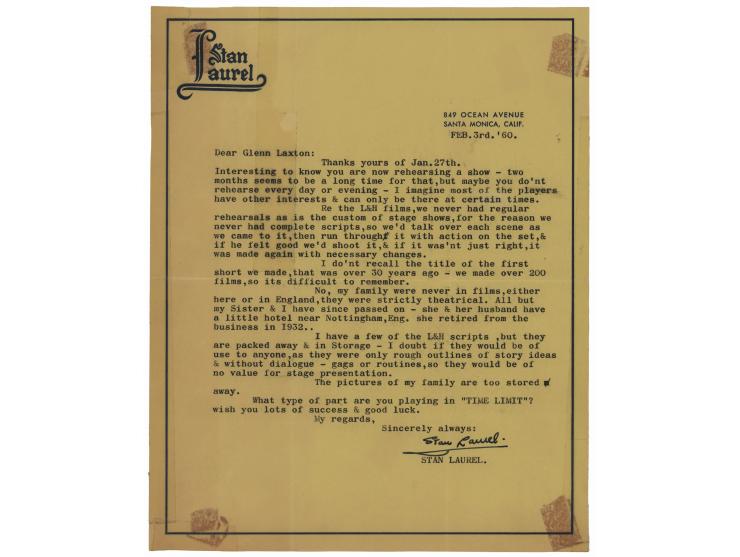 Stan
Laurel
849 OCEAN AVENUE
SANTA MONICA, CALIF.
FEB.3rd.'60.
Dear Glenn Laxton:
Thanks yours of Jan.27th.
Interesting to know you are now rehearsing a show - two
months seems to be a long time for that,but maybe you do'nt
rehearse every day or evening - I imagine most of the players
have other interests & can only be there at certain times.
Re the L&H films,we never had regular
rehearsals as is the custom of stage shows,for the reason we
never had complete scripts, so we'd talk over each scene as
we came to it,then run through it with action on the set,&
if he felt good we'd shoot it,& if it was'nt just right,it
was made again with necessary changes.
I do'nt recall the title of the first
short we made,that was over 30 years ago - we made over 200
films,so its difficult to remember.
No, my family were never in films,either
here or in England,they were strictly theatrical. All but
my Sister & I have since passed on - she & her husband have
a little hotel near Nottingham,Eng. she retired from the
business in 1932..
I have a few of the L&H scripts ,but they
are packed away & in Storage - I doubt if they would be of
use to anyone,as they were only rough outlines of story ideas
& without dialogue - gags or routines,so they would be of
no value for stage presentation.
The pictures of my family are too stored
away.
What type of part are you playing in "TIME LIMIT"?
wish you lots of success & good luck.
My regards,
Sincerely always:
Stan Laurel.
STAN LAUREL.